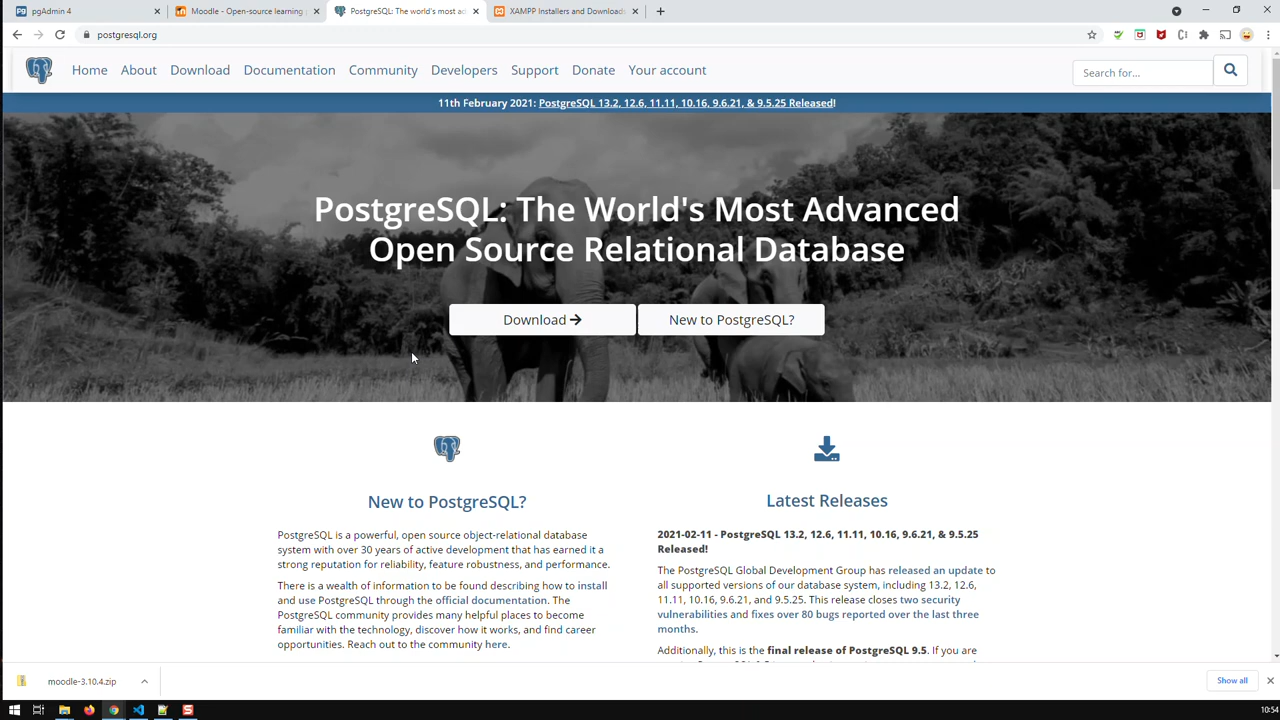 pgAdmin 4
Moodle - Open-source learning p
PostgreSQL: The world's most ad
XAMPP Installers and Downloads
postgresql.org
Home About Download Documentation Community Developers Support Donate Your account
Search for...
11th February 2021: PostgreSQL 13.2, 12.6, 11.11, 10.16, 9.6.21, & 9.5.25 Released!
PostgreSQL: The World's Most Advanced
Open Source Relational Database
Download
New to PostgreSQL?
New to PostgreSQL?
PostgreSQL is a powerful, open source object-relational database
system with over 30 years of active development that has earned it a
strong reputation for reliability, feature robustness, and performance.
There is a wealth of information to be found describing how to install
and use PostgreSQL through the official documentation. The
PostgreSQL community provides many helpful places to become
familiar with the technology, discover how it works, and find career
opportunities. Reach out to the community here.
Latest Releases
2021-02-11 - PostgreSQL 13.2, 12.6, 11.11, 10.16, 9.6.21, & 9.5.25
Released!
The PostgreSQL Global Development Group has released an update to
all supported versions of our database system, including 13.2, 12.6,
11.11, 10.16, 9.6.21, and 9.5.25. This release closes two security
vulnerabilities and fixes over 80 bugs reported over the last three
months.
Additionally, this is the final release of PostgreSQL 9.5. If you are
moodle-3.10.4.zip
Show all
10:54